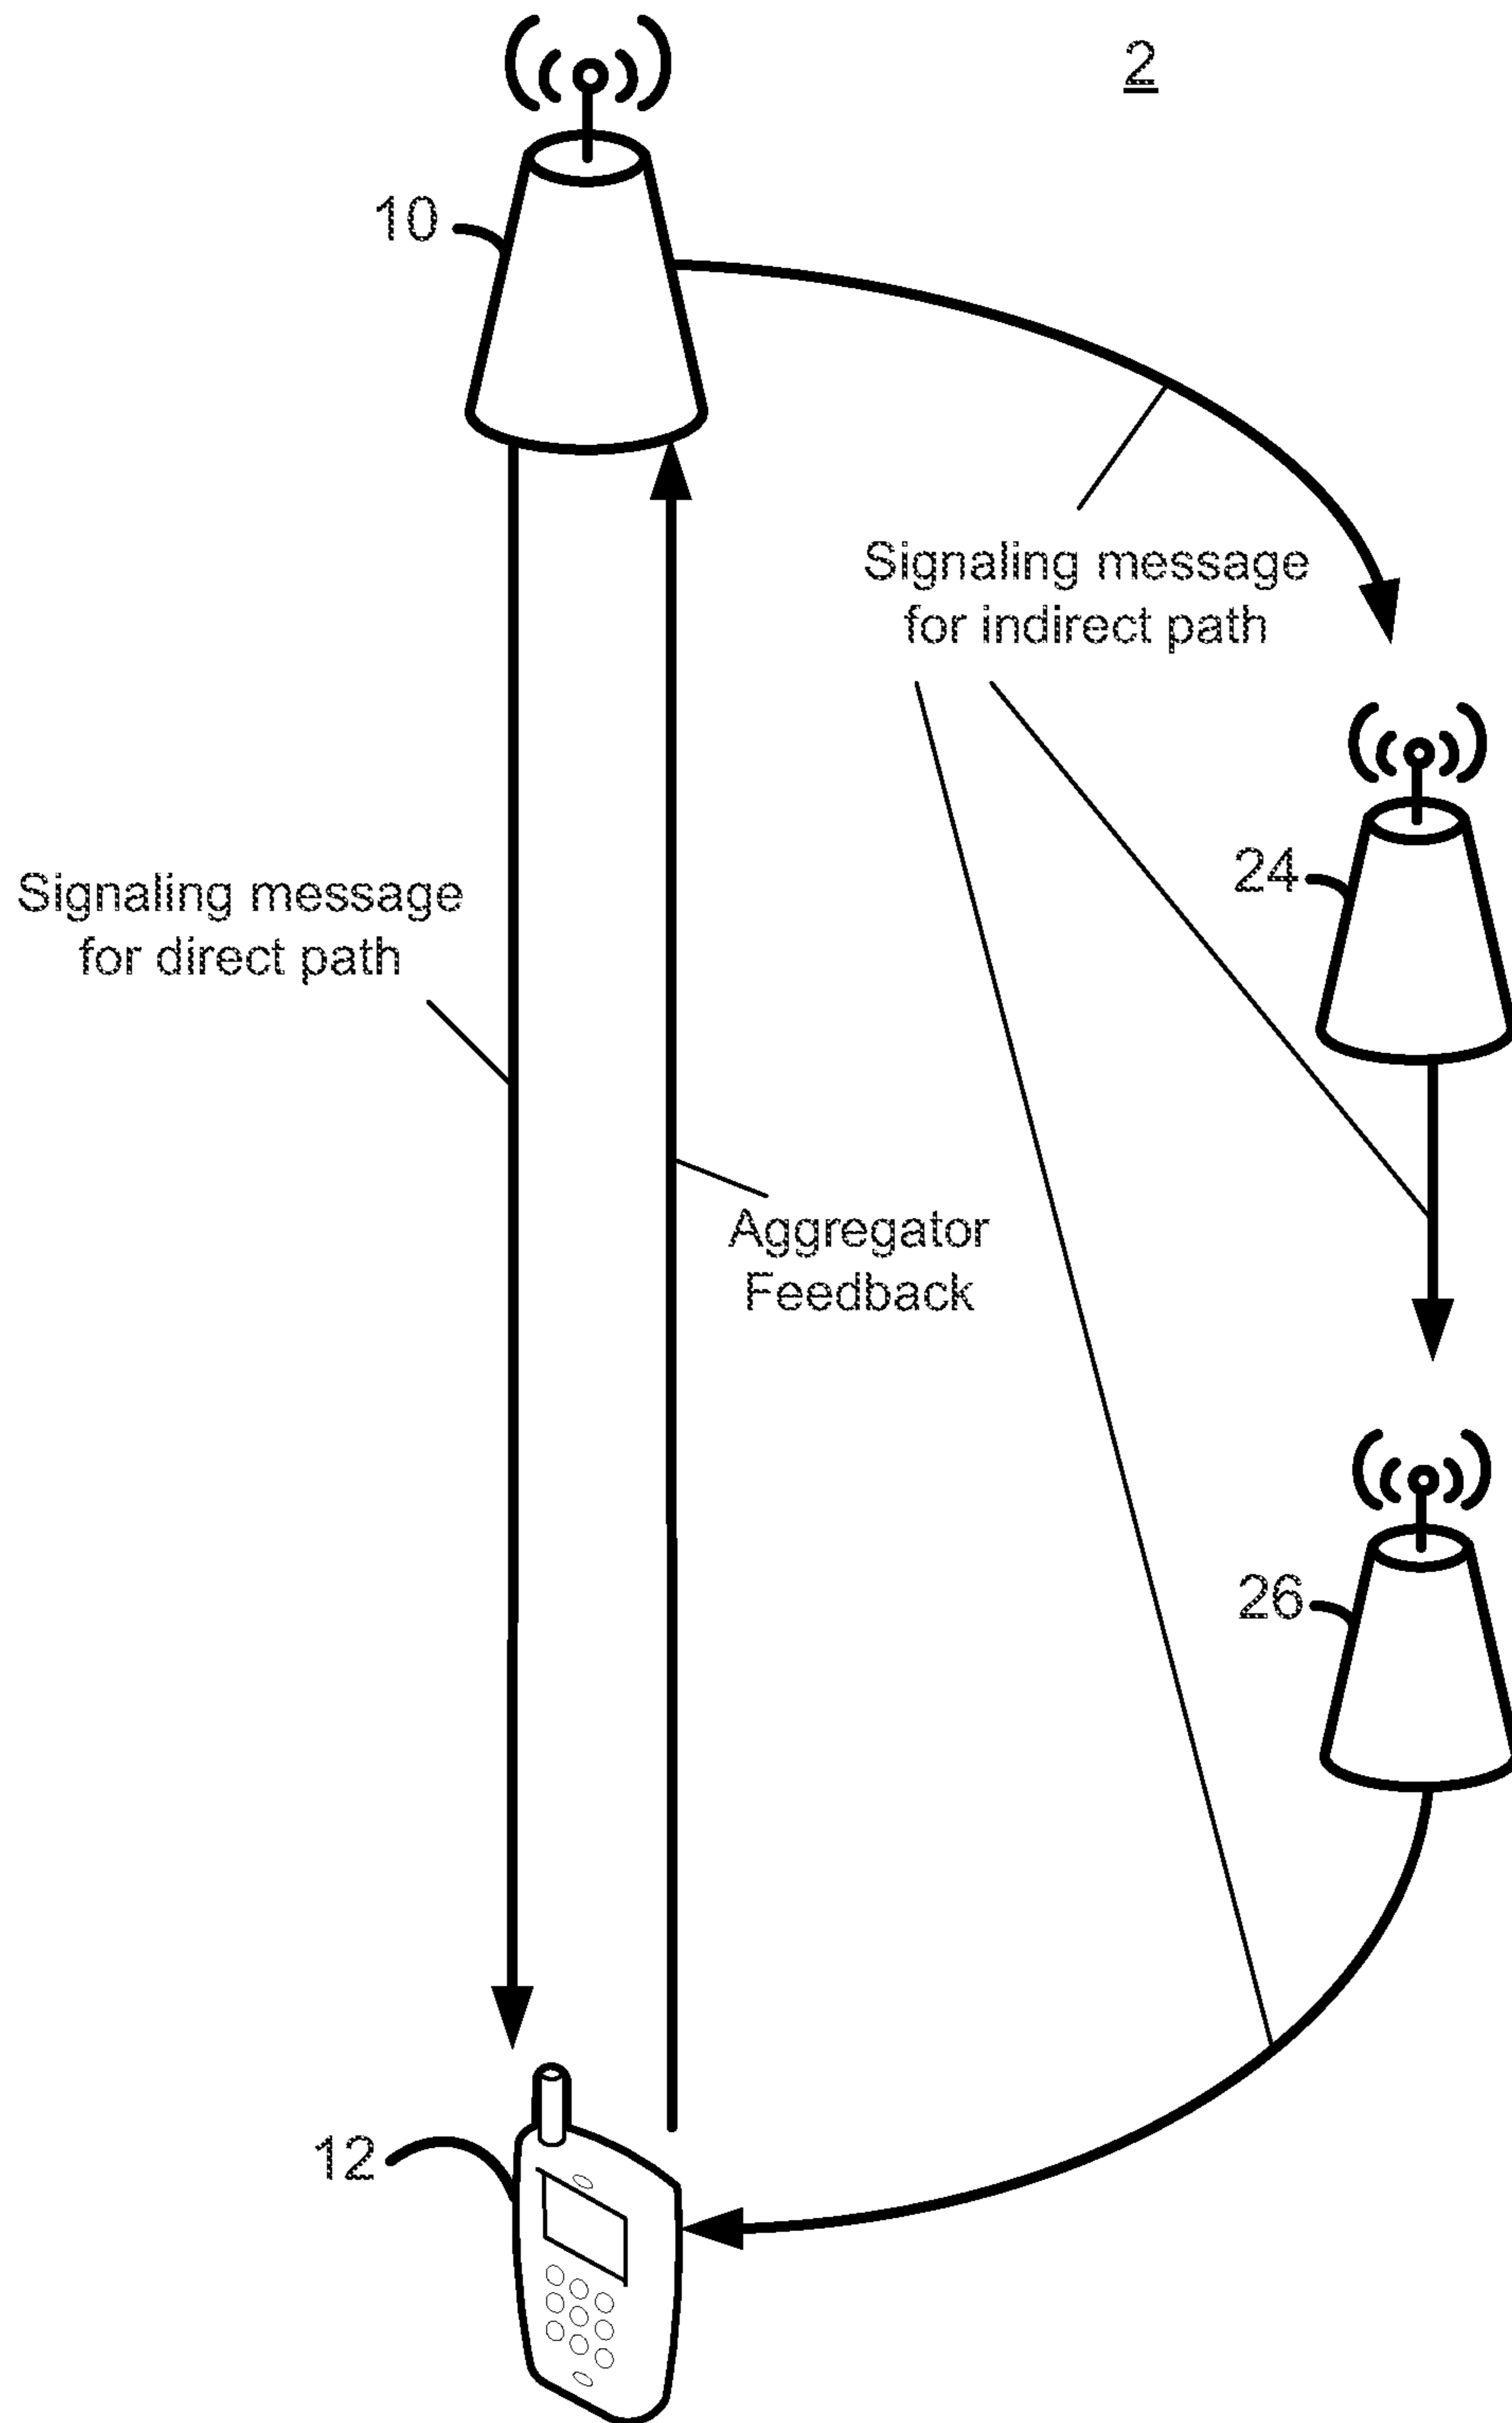 2
10
Signaling message
for indirect path
24
Signaling message
for direct path
Aggregator
Feedback
26
12